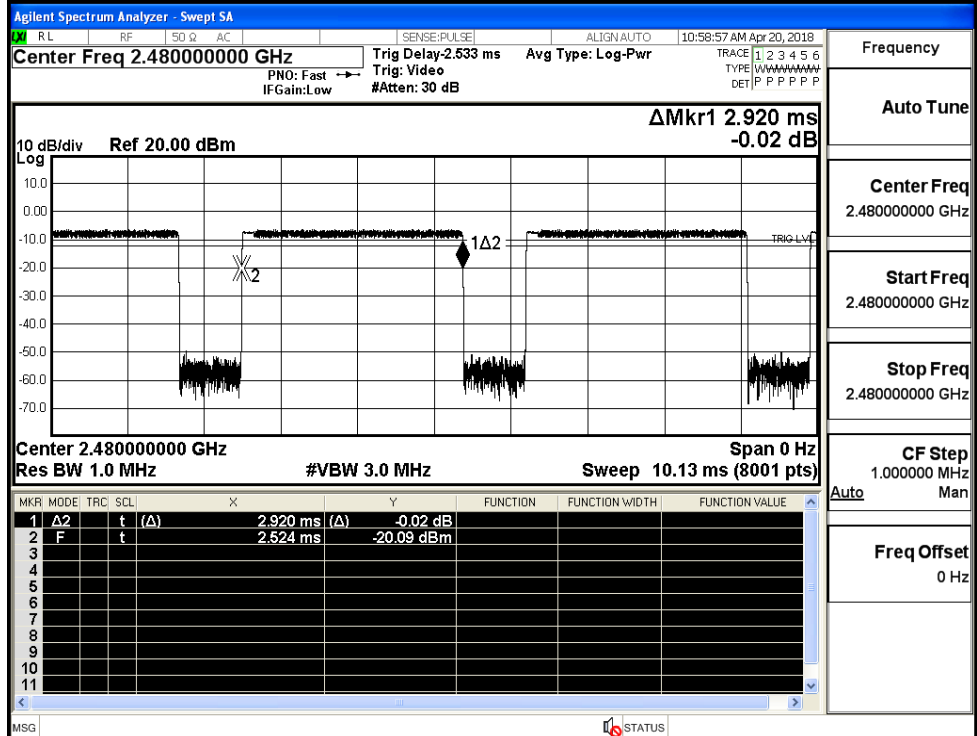 Agilent Spectrum Analyzer - Swept SA
LXI RL RF 50 Ω AC SENSE:PULSE ALIGN AUTO 10:58:57 AM Apr 20, 2018
Center Freq 2.480000000 GHz
PNO: Fast
IFGain:Low
Trig Delay-2.533 ms
Trig: Video
#Atten: 30 dB
Avg Type: Log-Pwr
TRACE 1 2 3 4 5 6
TYPE WWWWWW
DET P P P P P P
ΔMkr1 2.920 ms
-0.02 dB
10 dB/div Ref 20.00 dBm
Log
10.0
0.00
-10.0
-20.0
-30.0
-40.0
-50.0
-60.0
-70.0
1Δ2
TRIG LVL
2
Center 2.480000000 GHz Span 0 Hz
Res BW 1.0 MHz #VBW 3.0 MHz Sweep 10.13 ms (8001 pts)
MKR MODE TRC SCL X Y FUNCTION FUNCTION WIDTH FUNCTION VALUE
1 Δ2 t (Δ) 2.920 ms (Δ) -0.02 dB
2 F t 2.524 ms -20.09 dBm
3
4
5
6
7
8
9
10
11
MSG STATUS
Frequency
Auto Tune
Center Freq
2.480000000 GHz
Start Freq
2.480000000 GHz
Stop Freq
2.480000000 GHz
CF Step
1.000000 MHz
Auto Man
Freq Offset
0 Hz